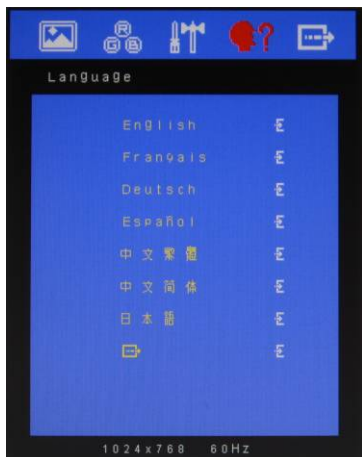 R
G B
?
Language
English
Français
Deutsch
Español
中文繁體
中文简体
日本語
1024x768 60Hz